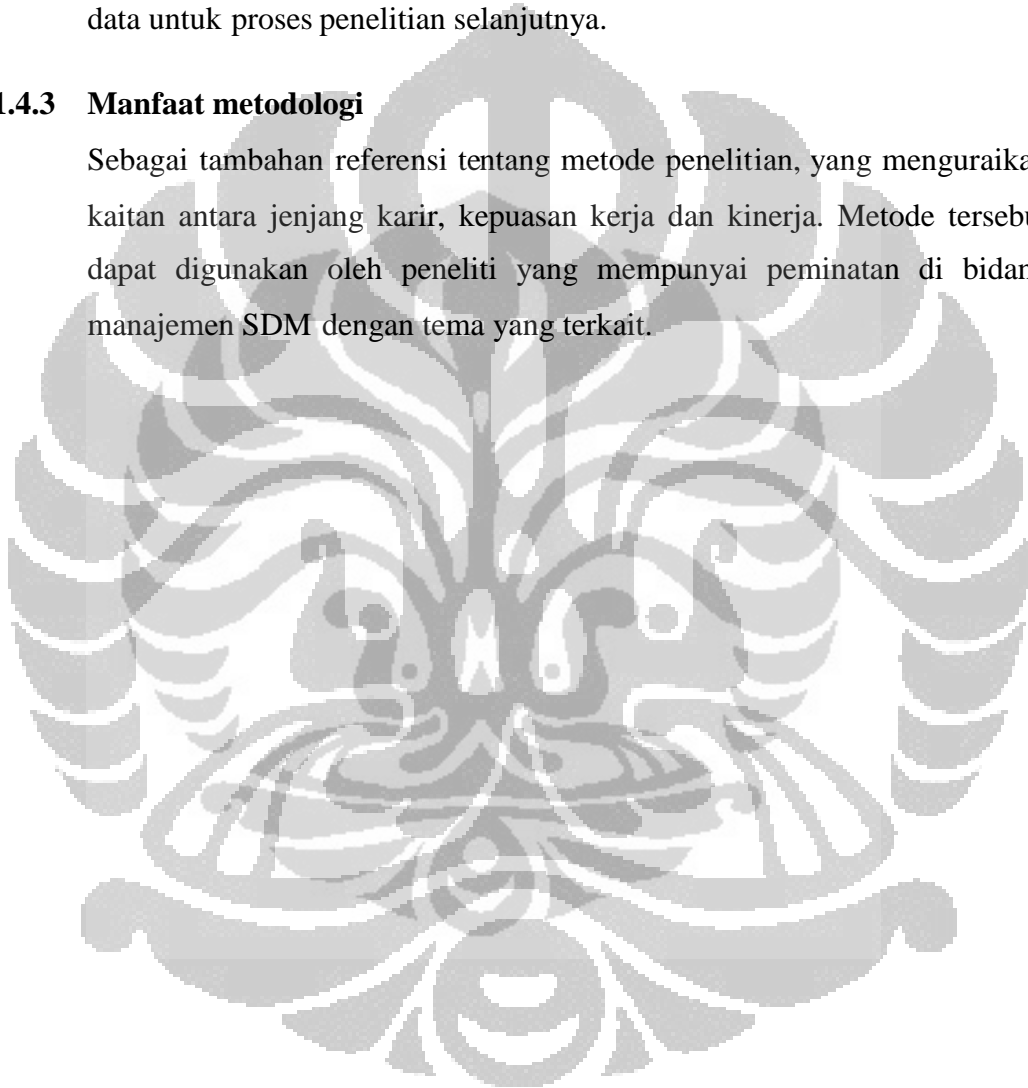 data untuk proses penelitian selanjutnya.
1.4.3 Manfaat metodologi
Sebagai tambahan referensi tentang metode penelitian, yang menguraika
kaitan antara jenjang karir, kepuasan kerja dan kinerja. Metode tersebu
dapat digunakan oleh peneliti yang mempunyai peminatan di bidan
manajemen SDM dengan tema yang terkait.